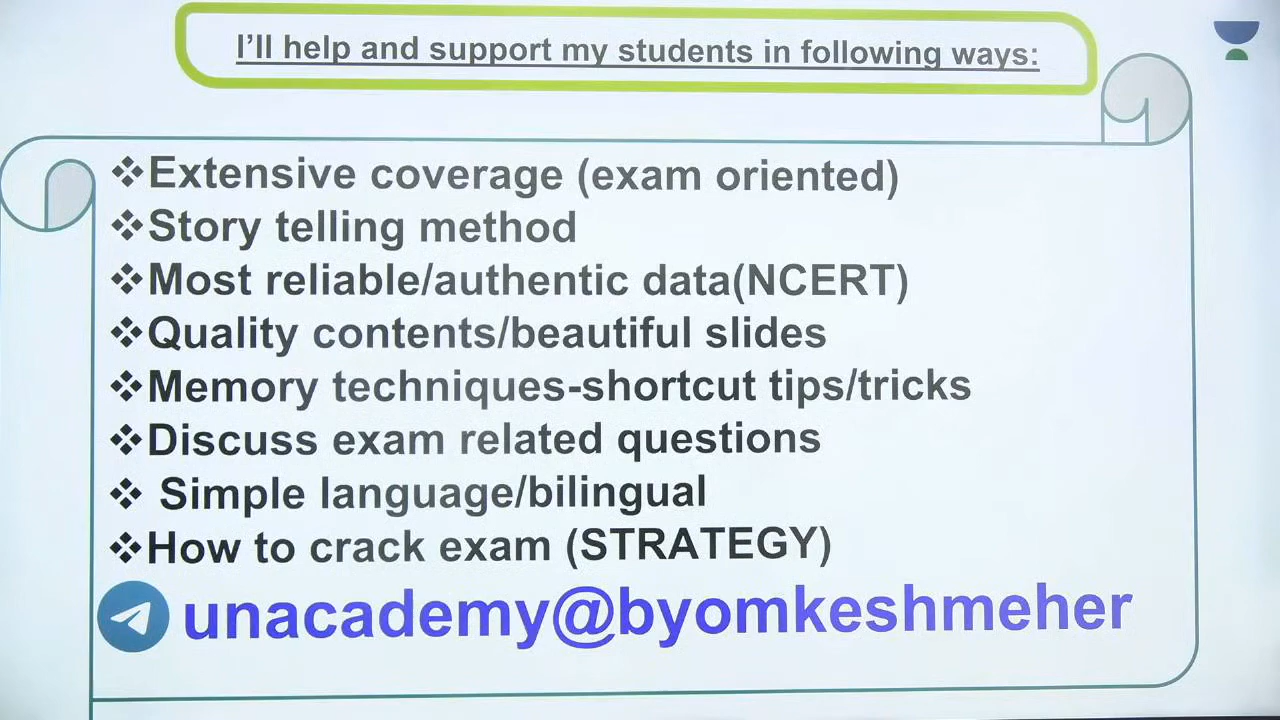 I'll help and support my students in following ways:
❖Extensive coverage (exam oriented)
❖Story telling method
❖Most reliable/authentic data(NCERT)
❖Quality contents/beautiful slides
❖Memory techniques-shortcut tips/tricks
❖Discuss exam related questions
❖ Simple language/bilingual
❖How to crack exam (STRATEGY)
unacademy@byomkeshmeher